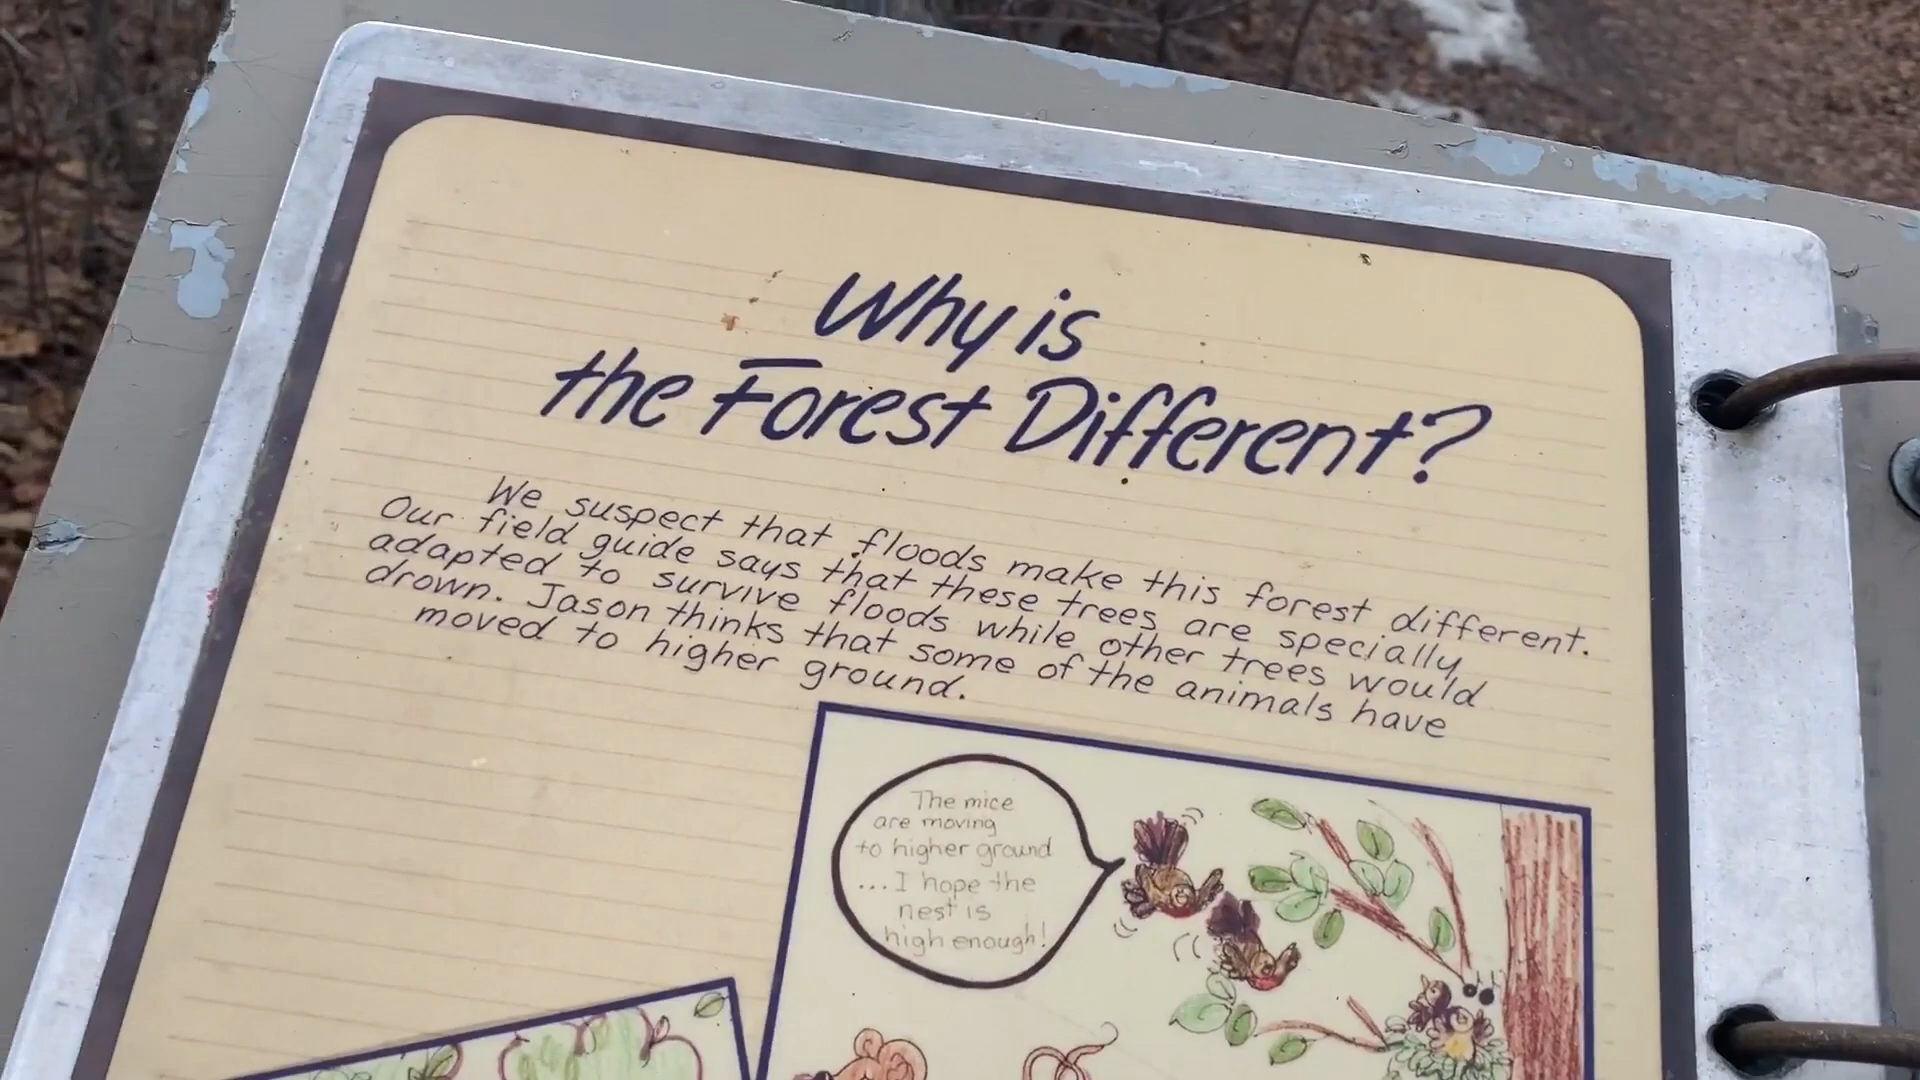 Why is
the Forest Different?
We suspect that floods make this forest different.
Our field guide says that these trees are specially
adapted to survive floods while other trees would
drown. Jason thinks that some of the animals have
moved to higher ground.
The mice
are moving
to higher ground
...I hope the
nest is
high enough!